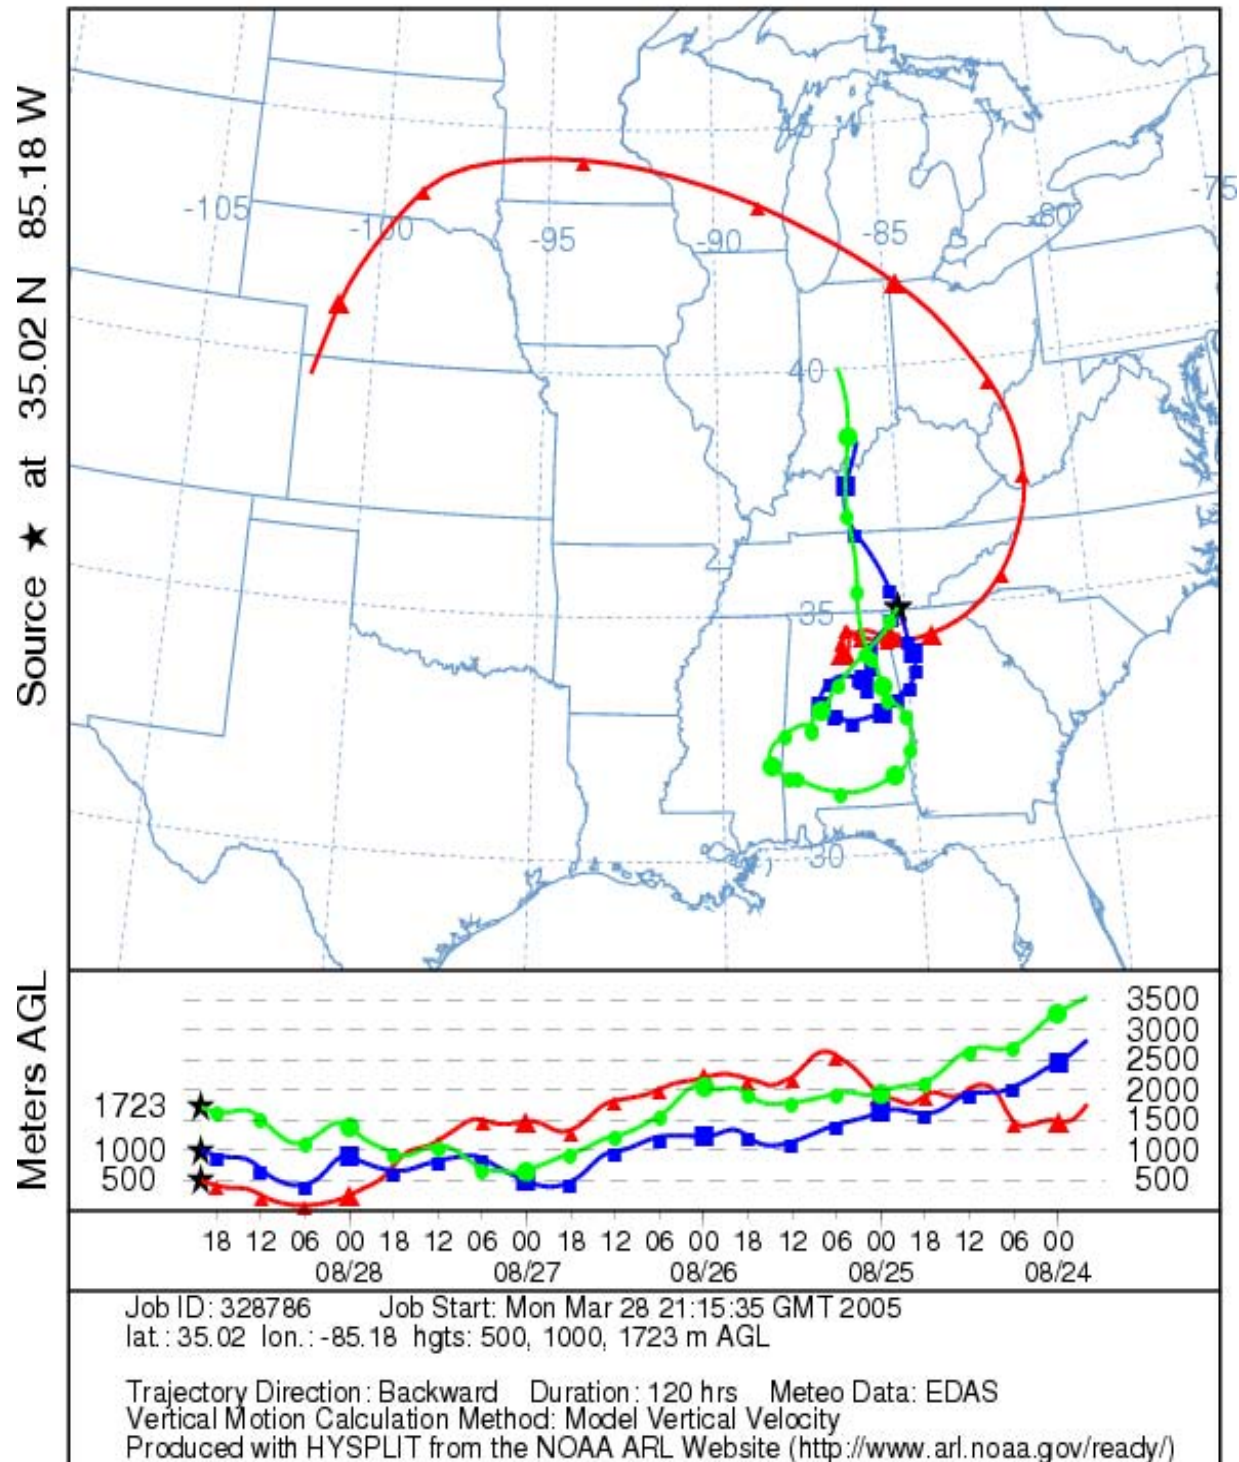 Source ★ at 35.02 N 85.18 W
45
-105
-100
-95
-90
-85
-80
-75
40
35
30
Meters AGL
1723
1000
500
3500
3000
2500
2000
1500
1000
500
18 12 06 00 18 12 06 00 18 12 06 00 18 12 06 00 18 12 06 00
08/28 08/27 08/26 08/25 08/24
Job ID: 328786 Job Start: Mon Mar 28 21:15:35 GMT 2005
lat.: 35.02 lon.: -85.18 hgts: 500, 1000, 1723 m AGL
Trajectory Direction: Backward Duration: 120 hrs Meteo Data: EDAS
Vertical Motion Calculation Method: Model Vertical Velocity
Produced with HYSPLIT from the NOAA ARL Website (http://www.arl.noaa.gov/ready/)